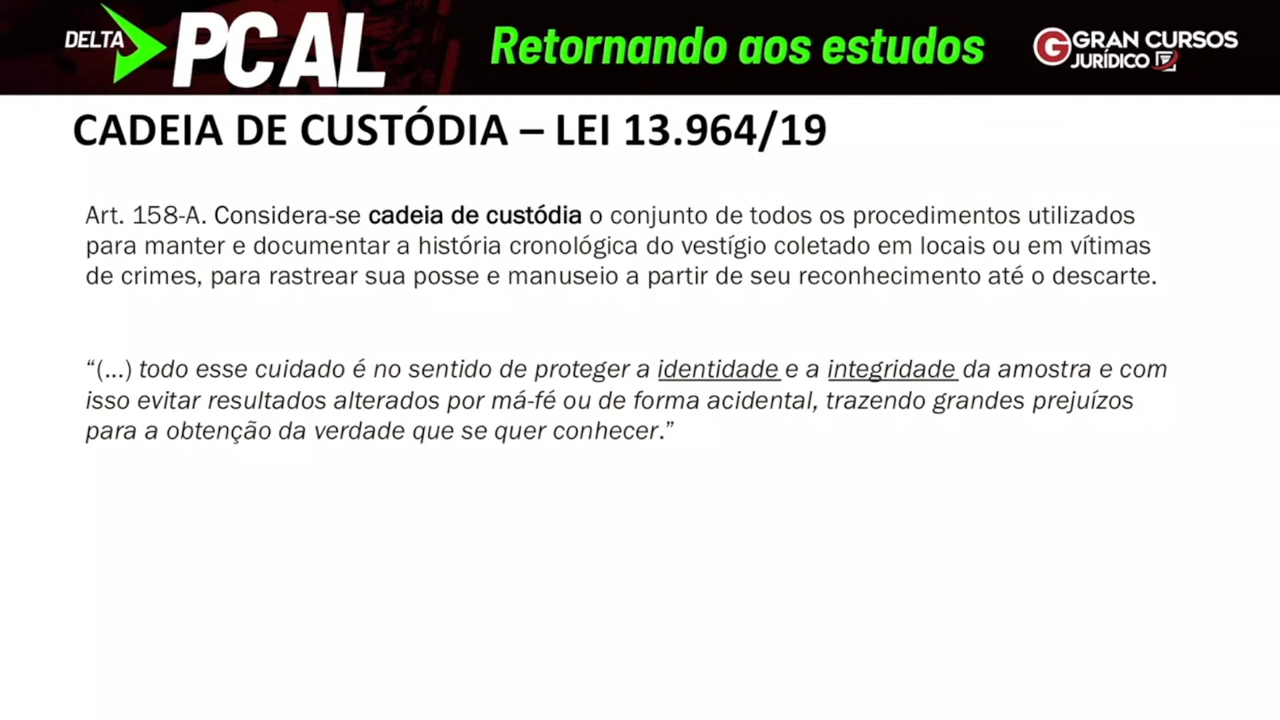 DELTA PC AL
Retornando aos estudos
GRAN CURSOS
JURÍDICO
CADEIA DE CUSTÓDIA – LEI 13.964/19
Art. 158-A. Considera-se cadeia de custódia o conjunto de todos os procedimentos utilizados
para manter e documentar a história cronológica do vestígio coletado em locais ou em vítimas
de crimes, para rastrear sua posse e manuseio a partir de seu reconhecimento até o descarte.
“(...) todo esse cuidado é no sentido de proteger a identidade e a integridade da amostra e com
isso evitar resultados alterados por má-fé ou de forma acidental, trazendo grandes prejuízos
para a obtenção da verdade que se quer conhecer.”